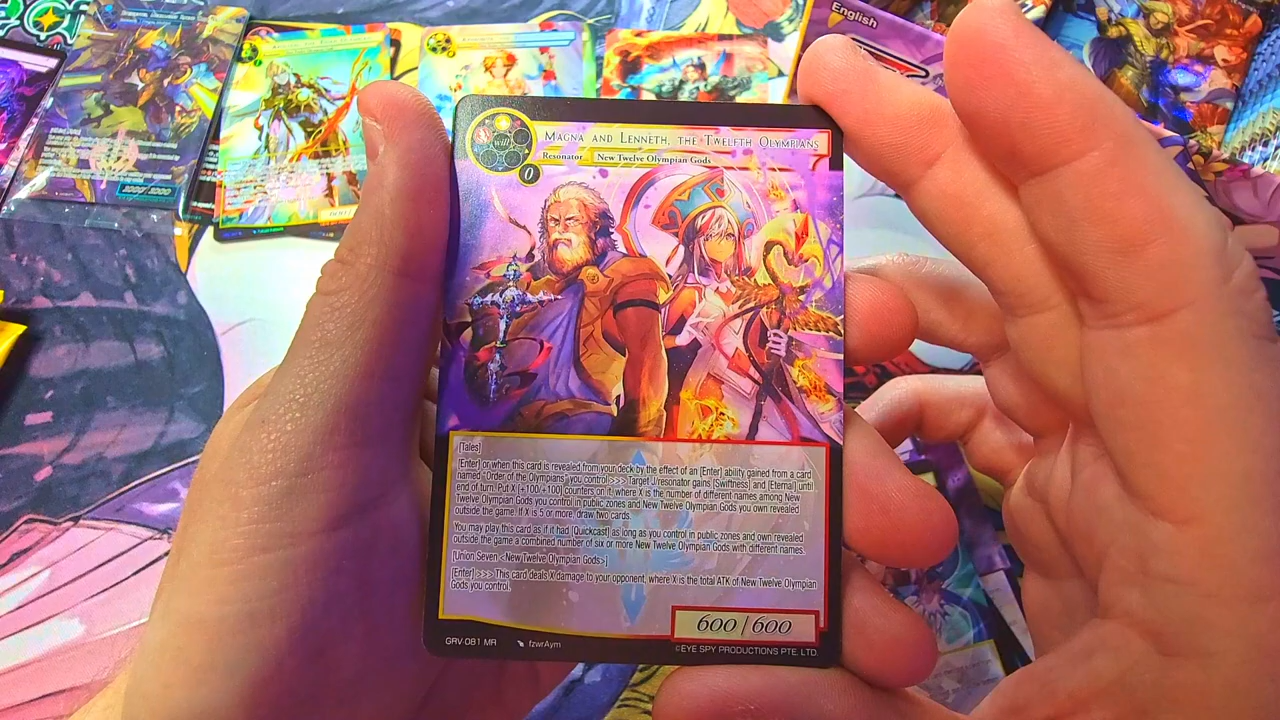 English
MAGNA AND LENNETH, THE TWELFTH OLYMPIANS
will
Resonator New Twelve Olympian Gods
0
[Tales]
[Enter] or when this card is revealed from your deck by the effect of an [Enter] ability gained from a card
named "Order of the Olympians" you control >>> Target J/resonator gains [Swiftness] and [Eternal] until
end of turn. Put X [+100/+100] counters on it, where X is the number of different names among New
Twelve Olympian Gods you control in public zones and New Twelve Olympian Gods you own revealed
outside the game. If X is 5 or more, draw two cards.
You may play this card as if it had [Quickcast] as long as you control in public zones and own revealed
outside the game a combined number of six or more New Twelve Olympian Gods with different names.
[Union Seven <New Twelve Olympian Gods>]
[Enter] >>> This card deals X damage to your opponent, where X is the total ATK of New Twelve Olympian
Gods you control.
600/600
GRV-081 MR fzwrAym
©EYE SPY PRODUCTIONS PTE. LTD.